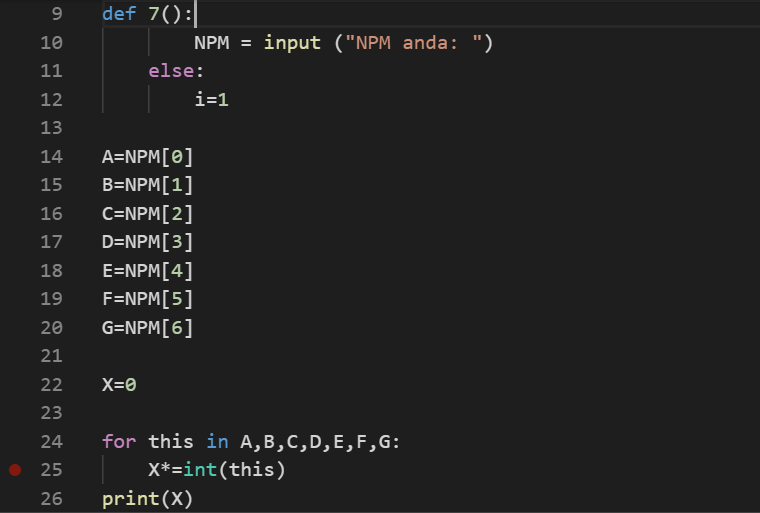 9 def 7():
10 NPM = input ("NPM anda: ")
11 else:
12 i=1
13
14 A=NPM[0]
15 B=NPM[1]
16 C=NPM[2]
17 D=NPM[3]
18 E=NPM[4]
19 F=NPM[5]
20 G=NPM[6]
21
22 X=0
23
24 for this in A,B,C,D,E,F,G:
25 X*=int(this)
26 print(X)